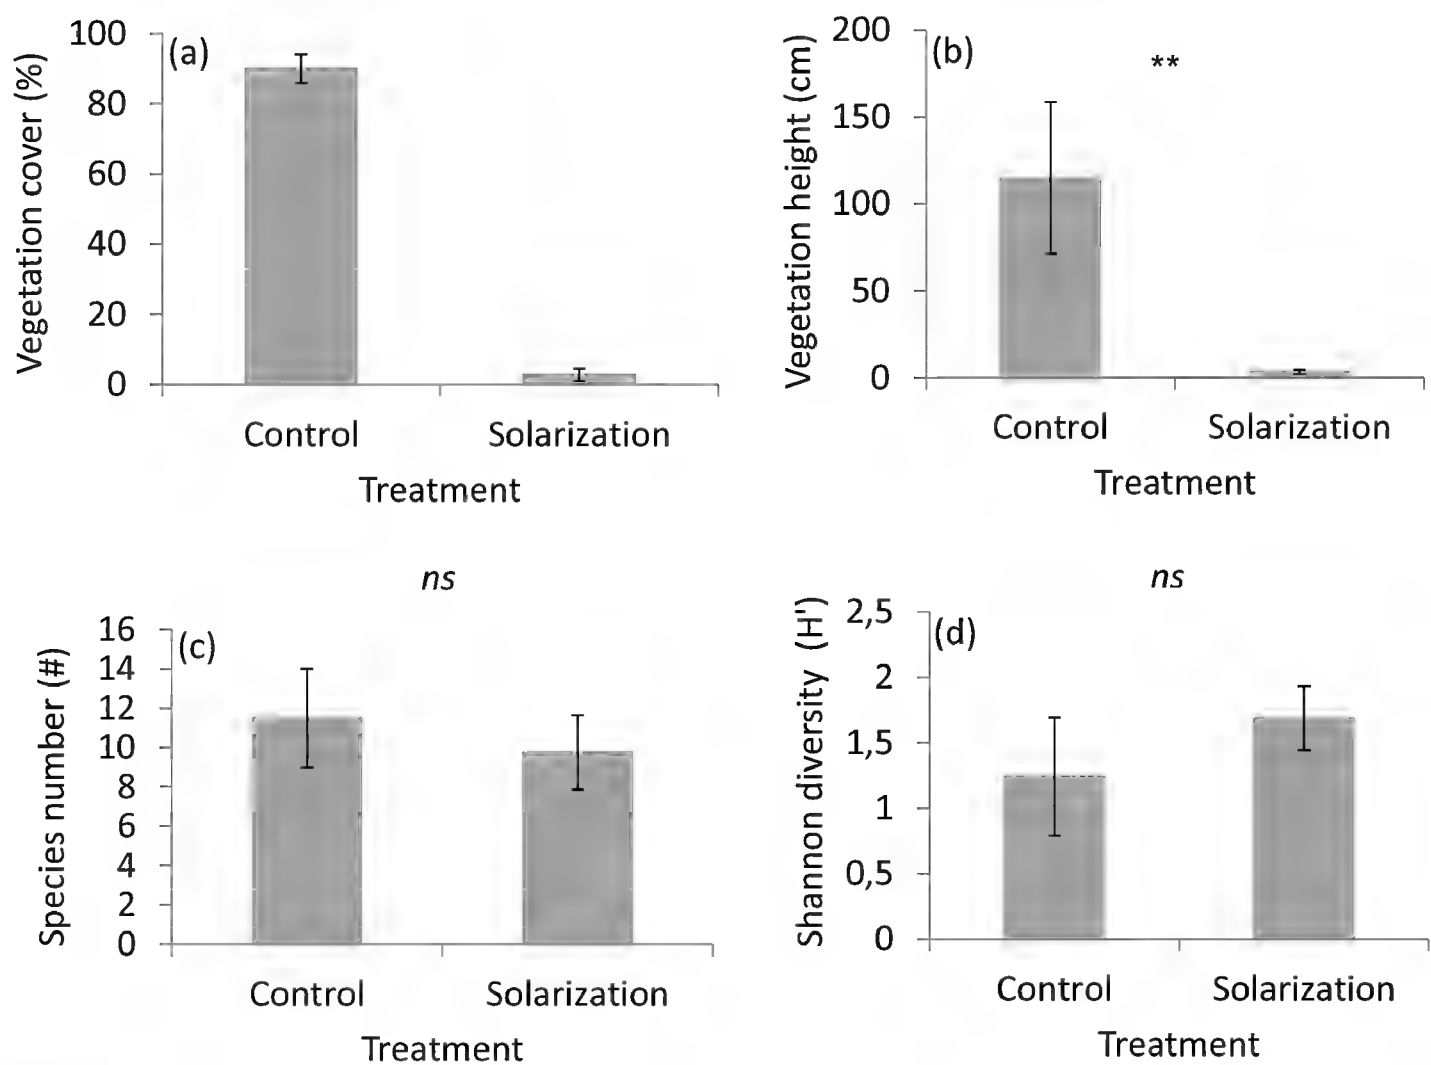 (a)
Vegetation cover (%)
100
80
60
40
20
0
Control Solarization
Treatment
(b)
**
Vegetation height (cm)
200
150
100
50
0
Control Solarization
Treatment
ns
(c)
Species number (#)
16
14
12
10
8
6
4
2
0
Control Solarization
Treatment
ns
(d)
Shannon diversity (H')
2,5
2
1,5
1
0,5
0
Control Solarization
Treatment